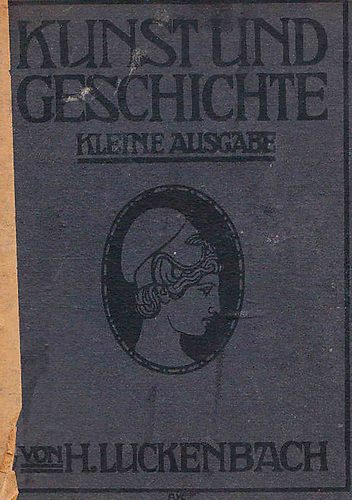 KUNST UND
GESCHICHTE
KLEINE AUSGABE
VON H. LUCKENBACH